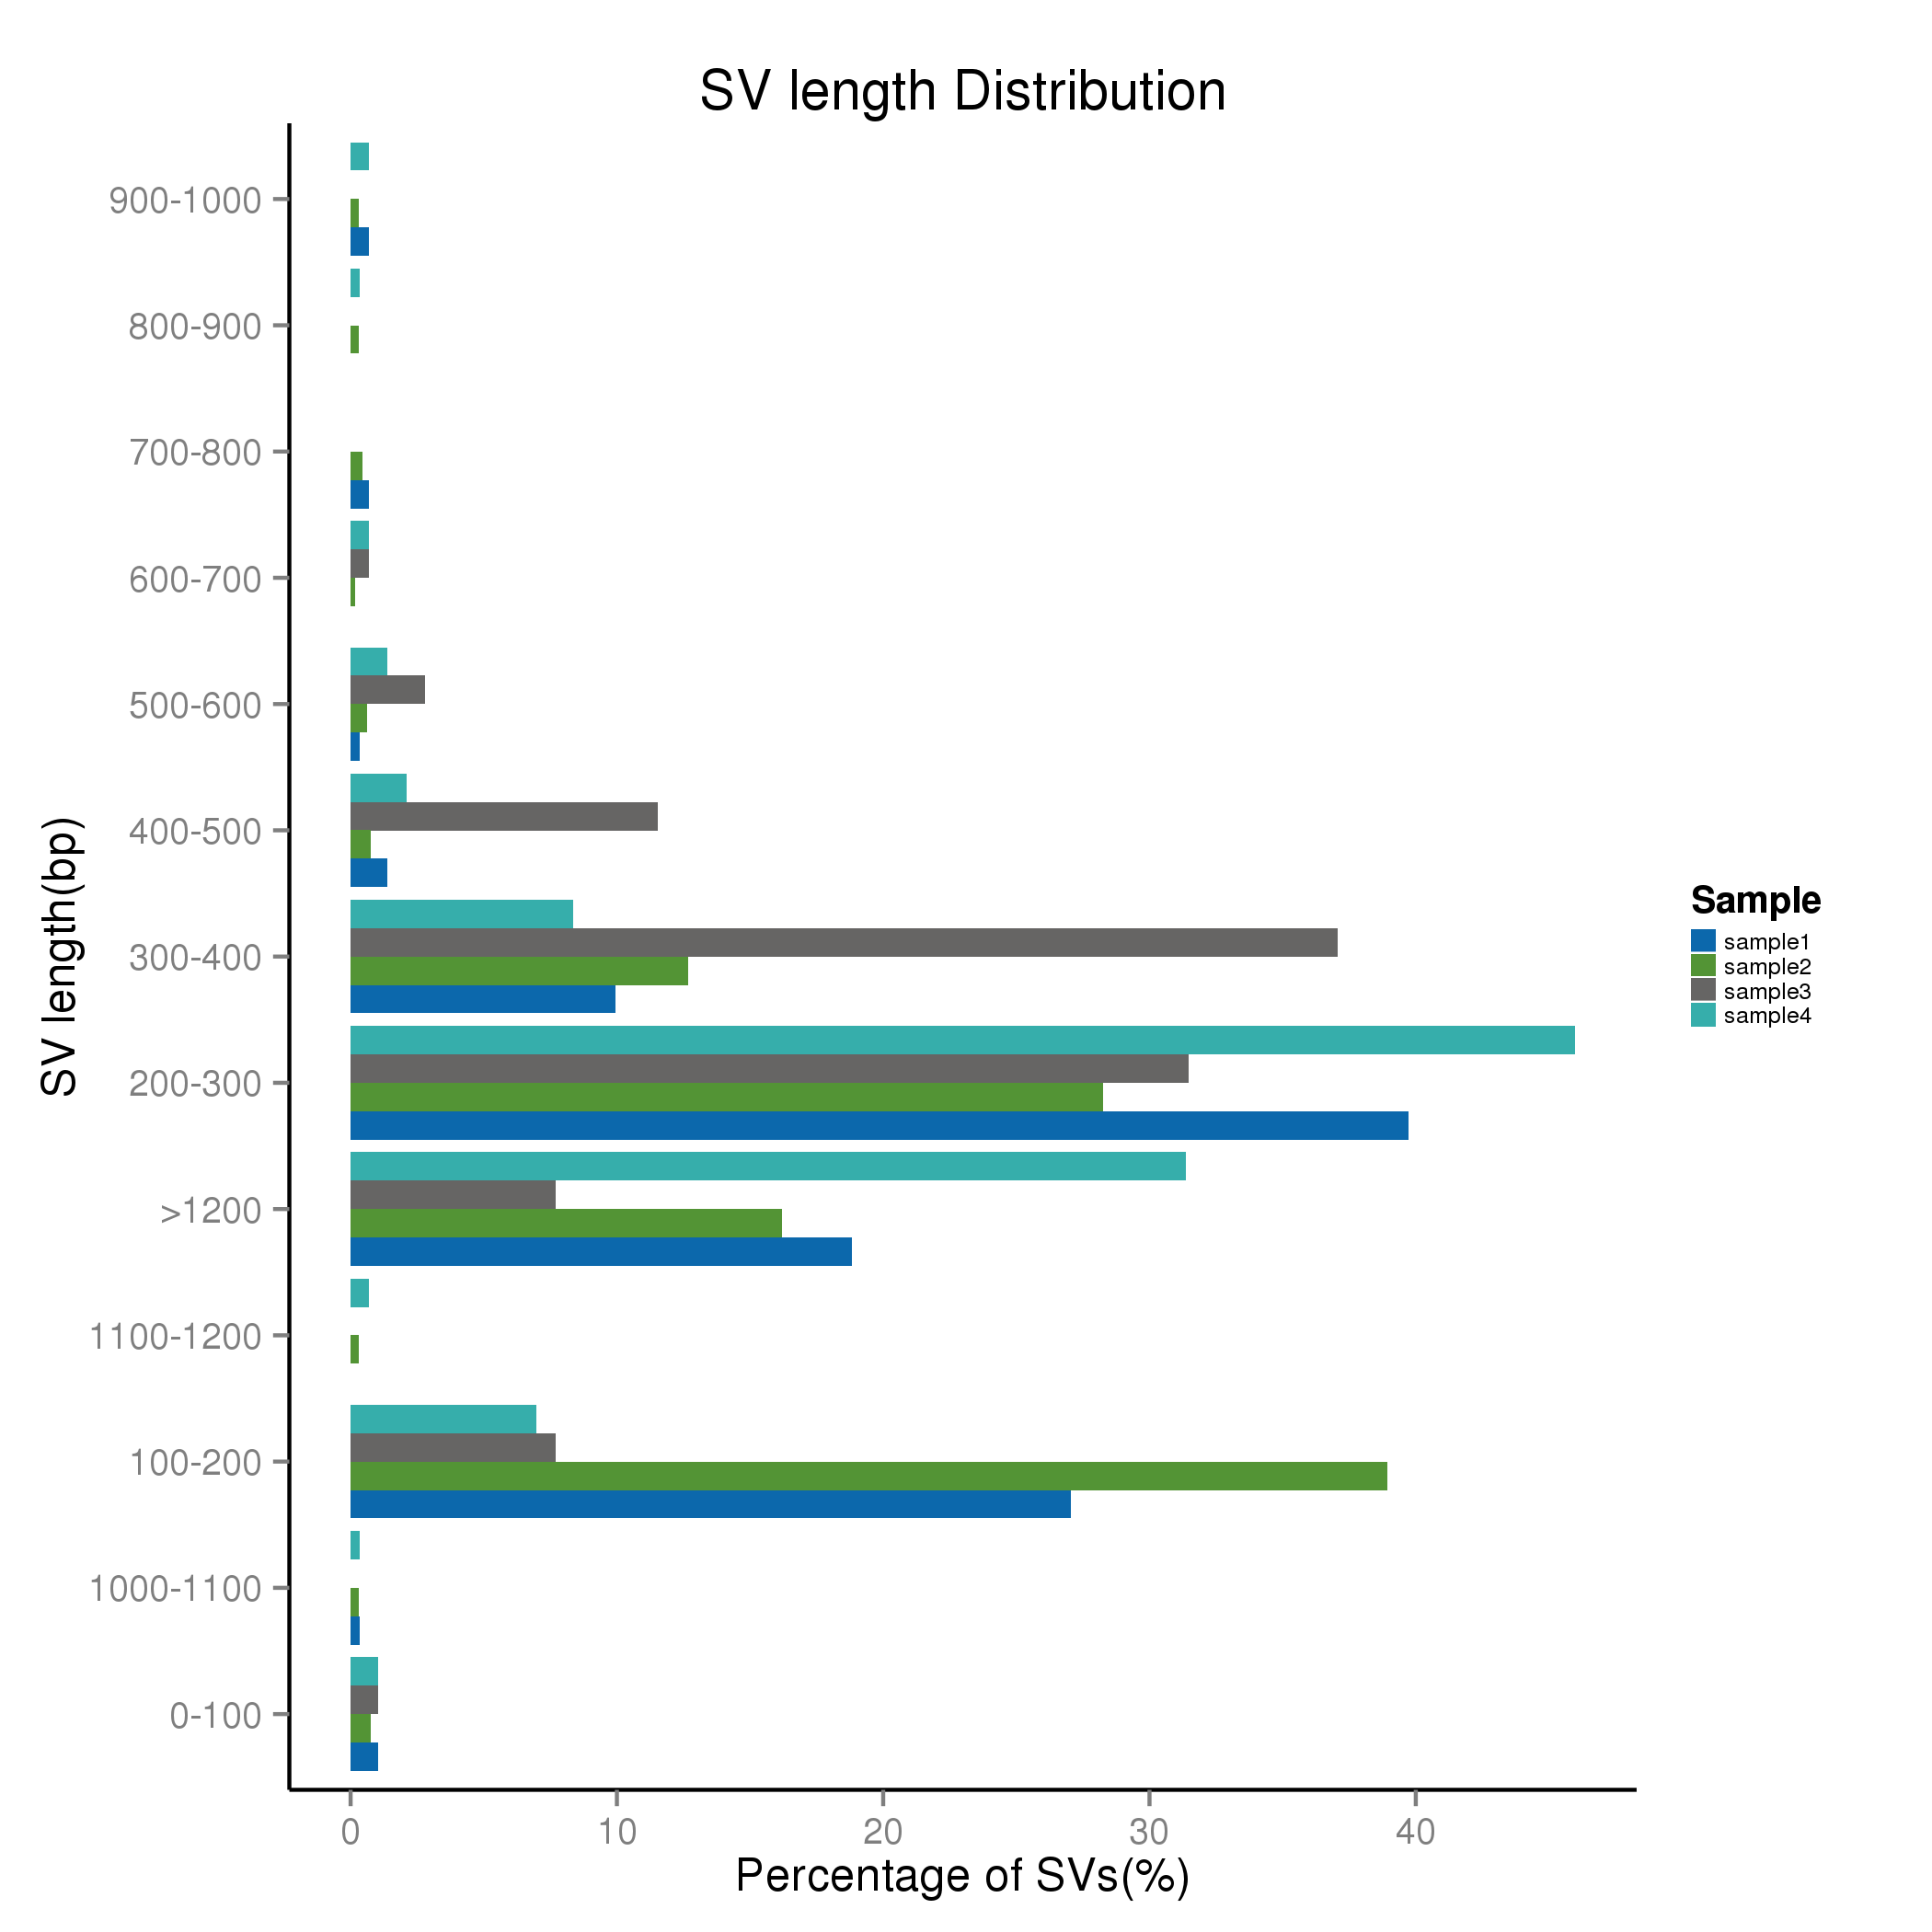 SV length Distribution
900-1000
800-900
700-800
600-700
500-600
400-500
300-400
200-300
>1200
1100-1200
100-200
1000-1100
0-100
SV length(bp)
0 10 20 30 40
Percentage of SVs(%)
Sample
sample1
sample2
sample3
sample4